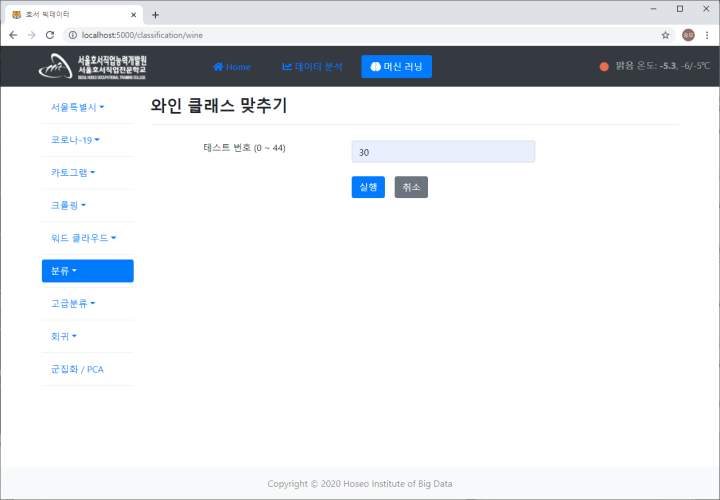 호서 빅데이터
localhost:5000/classification/wine
서울호서직업능력개발원
서울호서직업전문학교
SEOUL HOSEO OCCUPATIONAL TRAINING COLLEGE
Home
데이터 분석
머신 러닝
맑음 온도: -5.3, -6/-5℃
서울특별시
코로나-19
카토그램
크롤링
워드 클라우드
분류
고급분류
회귀
군집화 / PCA
와인 클래스 맞추기
테스트 번호 (0 ~ 44)
30
실행
취소
Copyright © 2020 Hoseo Institute of Big Data